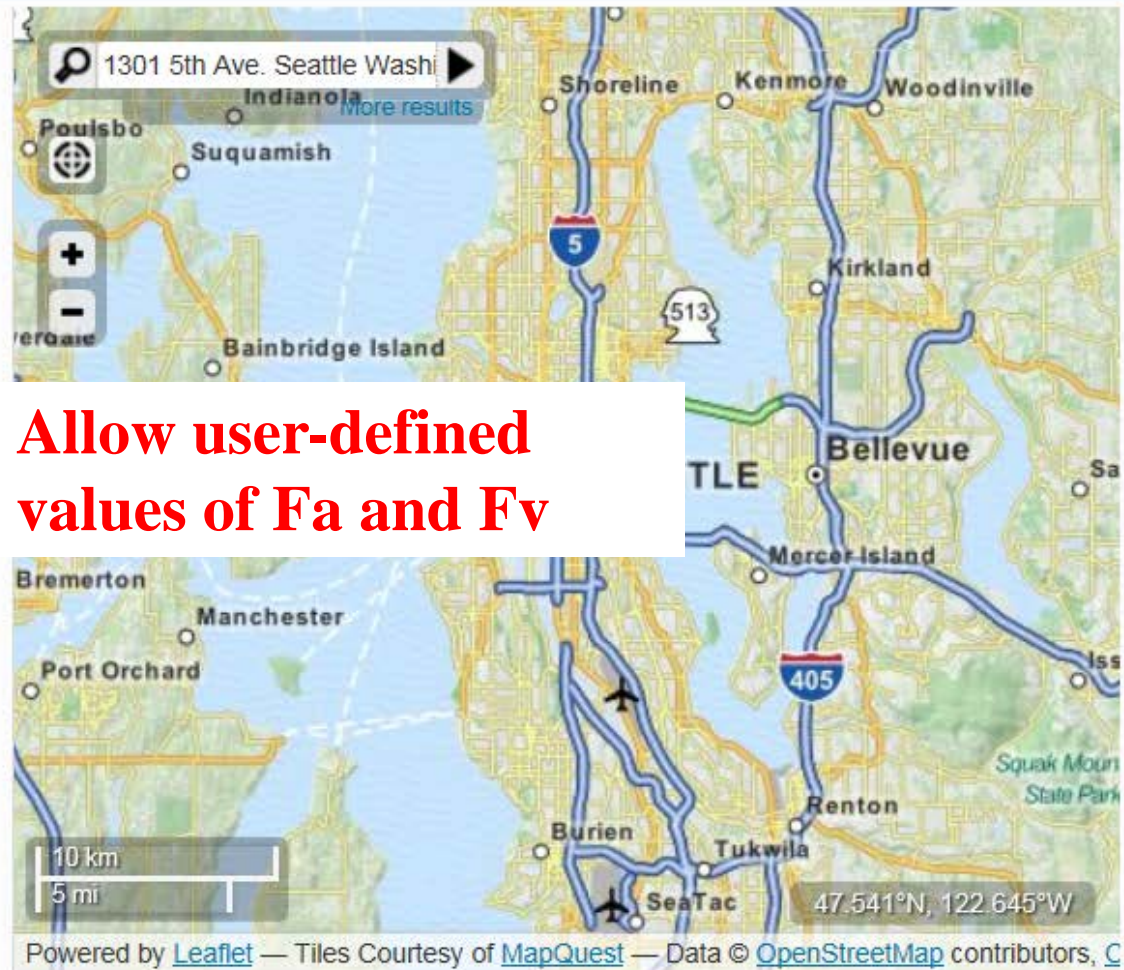 1301 5th Ave. Seattle Washi
More results
Indianola
Shoreline
Kenmore
Woodinville
Poulsbo
Suquamish
5
+
Kirkland
513
-
Bainbridge Island
Allow user-defined
values of Fa and Fv
TLE
Bellevue
Sa
Mercer Island
Bremerton
Manchester
Port Orchard
405
Iss
Squak Moun
State Park
Renton
Burien
Tukwila
10 km
5 mi
SeaTac
47.541°N, 122.645°W
Powered by Leaflet — Tiles Courtesy of MapQuest — Data © OpenStreetMap contributors, C